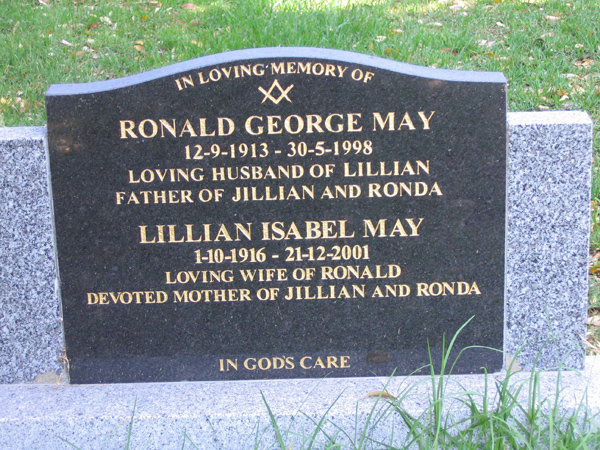 IN LOVING MEMORY OF
RONALD GEORGE MAY
12-9-1913 - 30-5-1998
LOVING HUSBAND OF LILLIAN
FATHER OF JILLIAN AND RONDA
LILLIAN ISABEL MAY
1-10-1916 - 21-12-2001
LOVING WIFE OF RONALD
DEVOTED MOTHER OF JILLIAN AND RONDA
IN GOD'S CARE